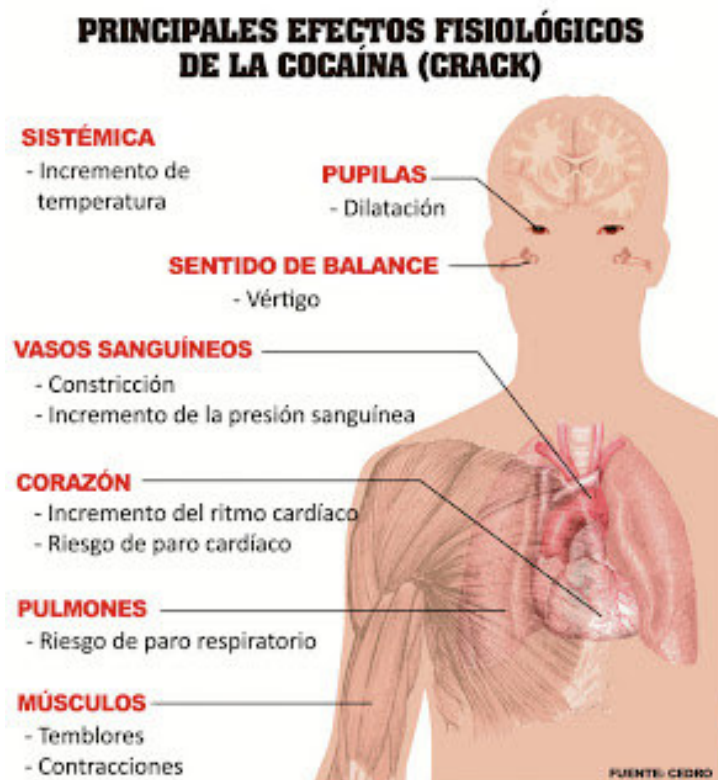 PRINCIPALES EFECTOS FISIOLÓGICOS
DE LA COCAÍNA (CRACK)
SISTÉMICA
- Incremento de
temperatura
PUPILAS
- Dilatación
SENTIDO DE BALANCE
- Vértigo
VASOS SANGUÍNEOS
- Constricción
- Incremento de la presión sanguínea
CORAZÓN
- Incremento del ritmo cardíaco
- Riesgo de paro cardíaco
PULMONES
- Riesgo de paro respiratorio
MÚSCULOS
- Temblores
- Contracciones
FUENTE: CEDRO